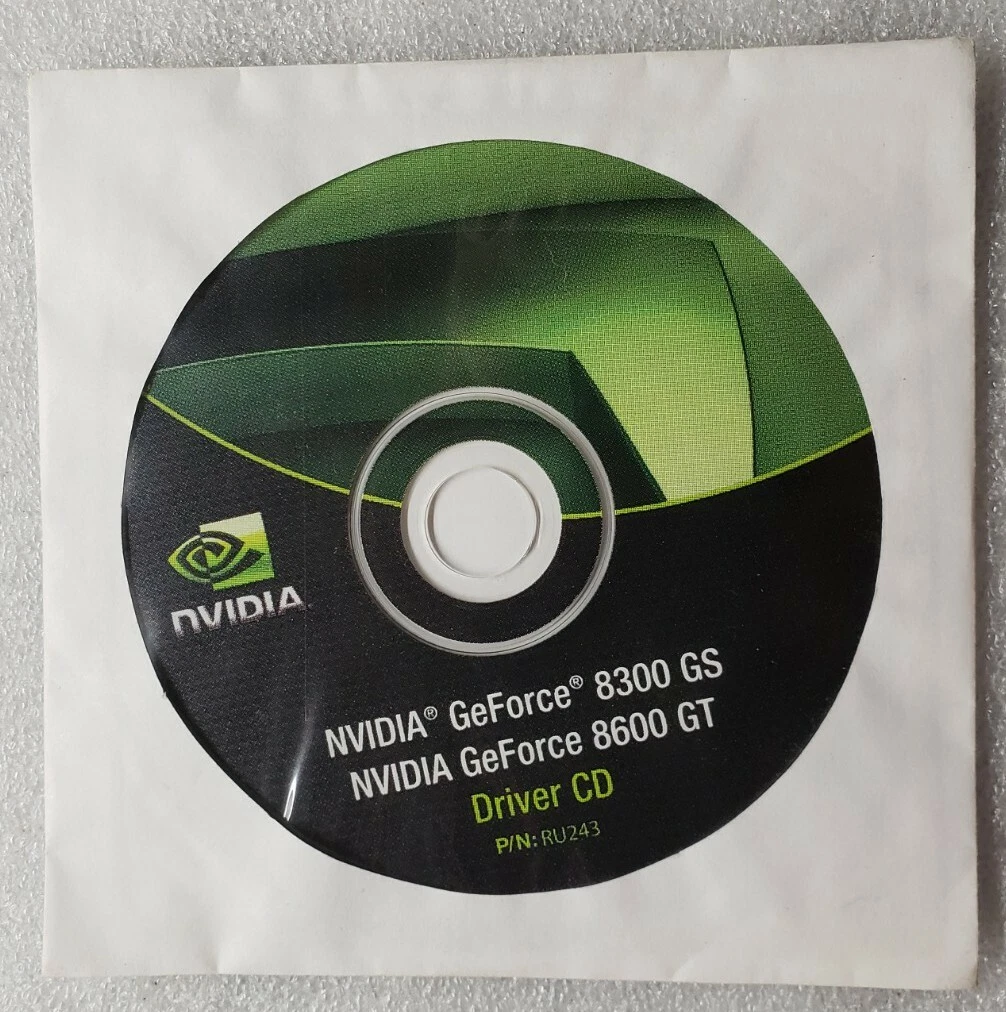 NVIDIA
NVIDIA® GeForce® 8300 GS
NVIDIA GeForce 8600 GT
Driver CD
P/N: RU243